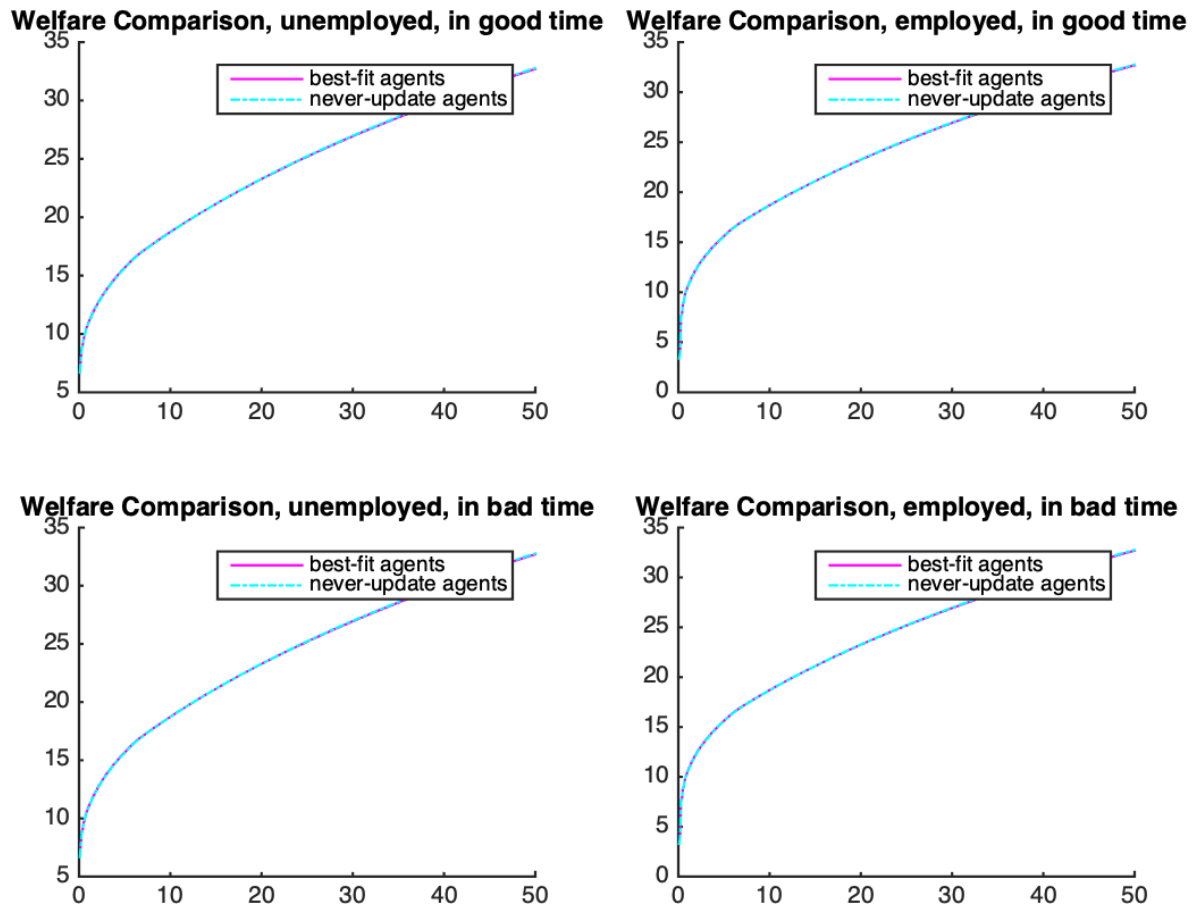 Welfare Comparison, unemployed, in good time
35
30
25
20
15
10
5
0 10 20 30 40 50
best-fit agents
never-update agents
Welfare Comparison, employed, in good time
35
30
25
20
15
10
5
0
0 10 20 30 40 50
best-fit agents
never-update agents
Welfare Comparison, unemployed, in bad time
35
30
25
20
15
10
5
0 10 20 30 40 50
best-fit agents
never-update agents
Welfare Comparison, employed, in bad time
35
30
25
20
15
10
5
0
0 10 20 30 40 50
best-fit agents
never-update agents